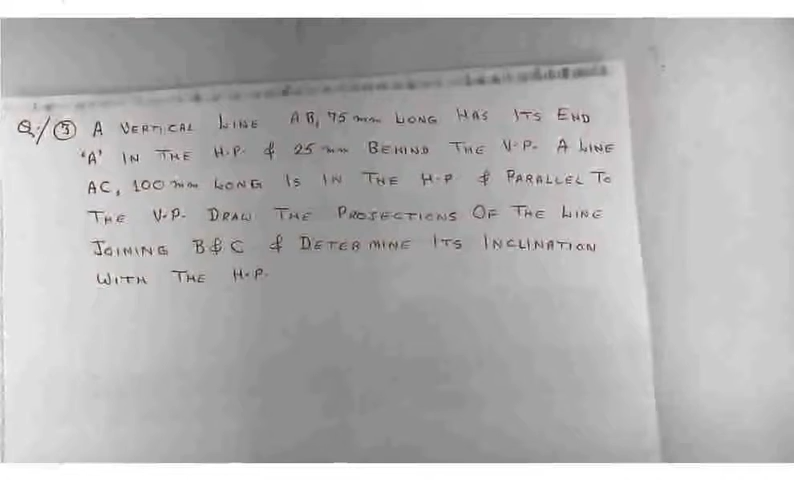 Q:/ ③ A VERTICAL LINE AB, 75 mm LONG HAS ITS END
'A' IN THE H.P. & 25 mm BEHIND THE V.P. A LINE
AC, 100 mm LONG IS IN THE H.P & PARALLEL TO
THE V.P. DRAW THE PROJECTIONS OF THE LINE
JOINING B & C & DETERMINE ITS INCLINATION
WITH THE H.P.